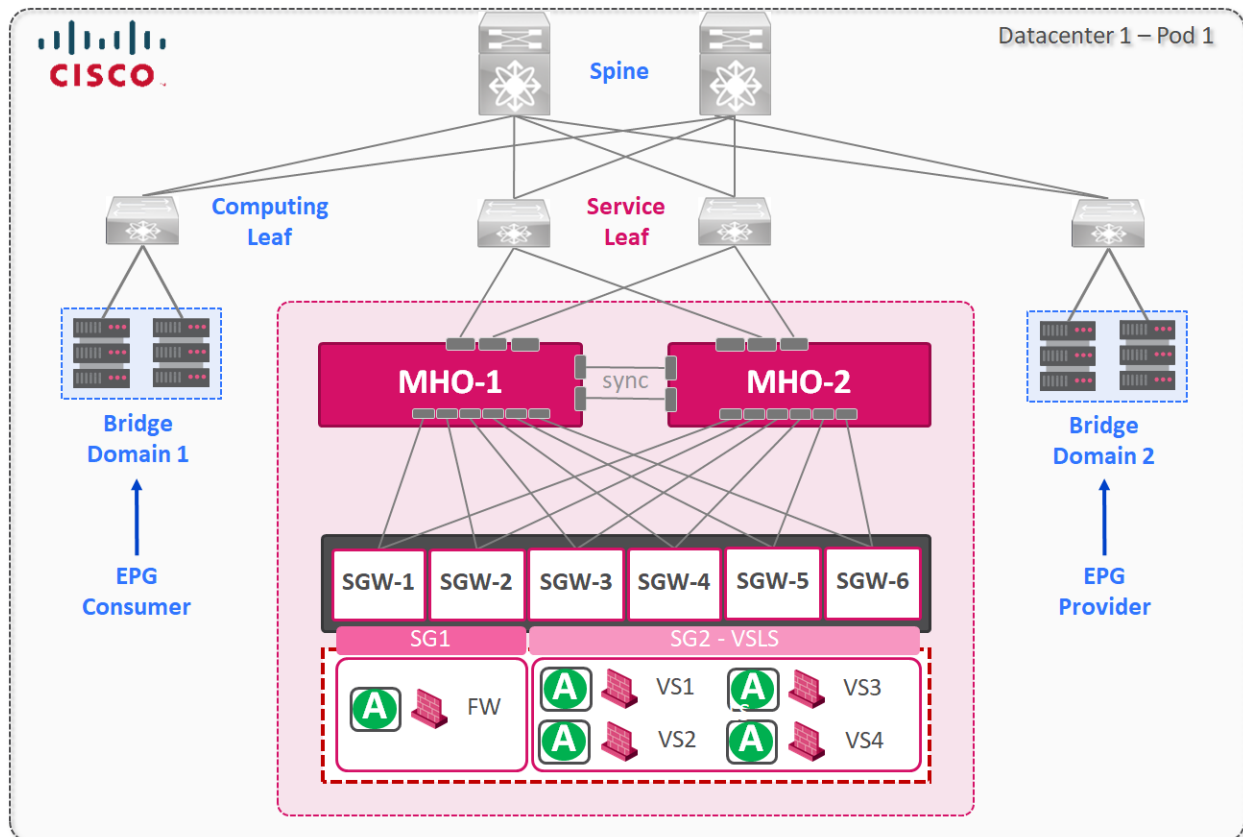 CISCO
Datacenter 1 – Pod 1
Spine
Computing
Leaf
Service
Leaf
MHO-1
sync
MHO-2
Bridge
Domain 1
Bridge
Domain 2
SGW-1
SGW-2
SGW-3
SGW-4
SGW-5
SGW-6
EPG
Consumer
EPG
Provider
SG1
SG2 - VSLS
A
FW
A
VS1
A
VS3
A
VS2
A
VS4